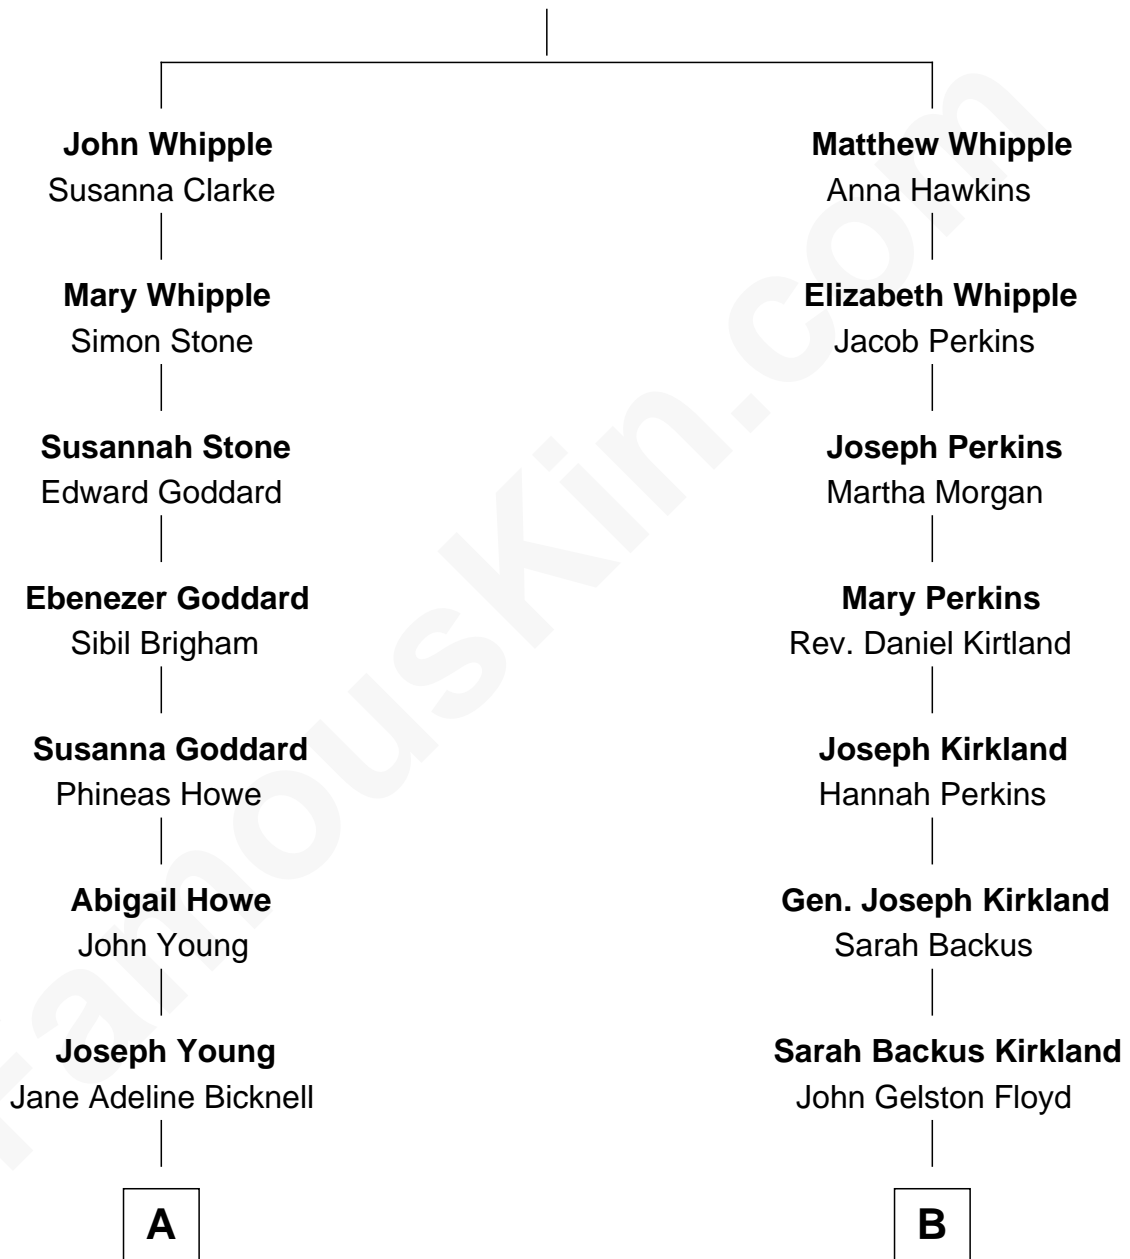 John Whipple
Susanna Clarke
Mary Whipple
Simon Stone
Susannah Stone
Edward Goddard
Ebenezer Goddard
Sibil Brigham
Susanna Goddard
Phineas Howe
Abigail Howe
John Young
Joseph Young
Jane Adeline Bicknell
A
Matthew Whipple
Anna Hawkins
Elizabeth Whipple
Jacob Perkins
Joseph Perkins
Martha Morgan
Mary Perkins
Rev. Daniel Kirtland
Joseph Kirkland
Hannah Perkins
Gen. Joseph Kirkland
Sarah Backus
Sarah Backus Kirkland
John Gelston Floyd
B
FamousKin.com